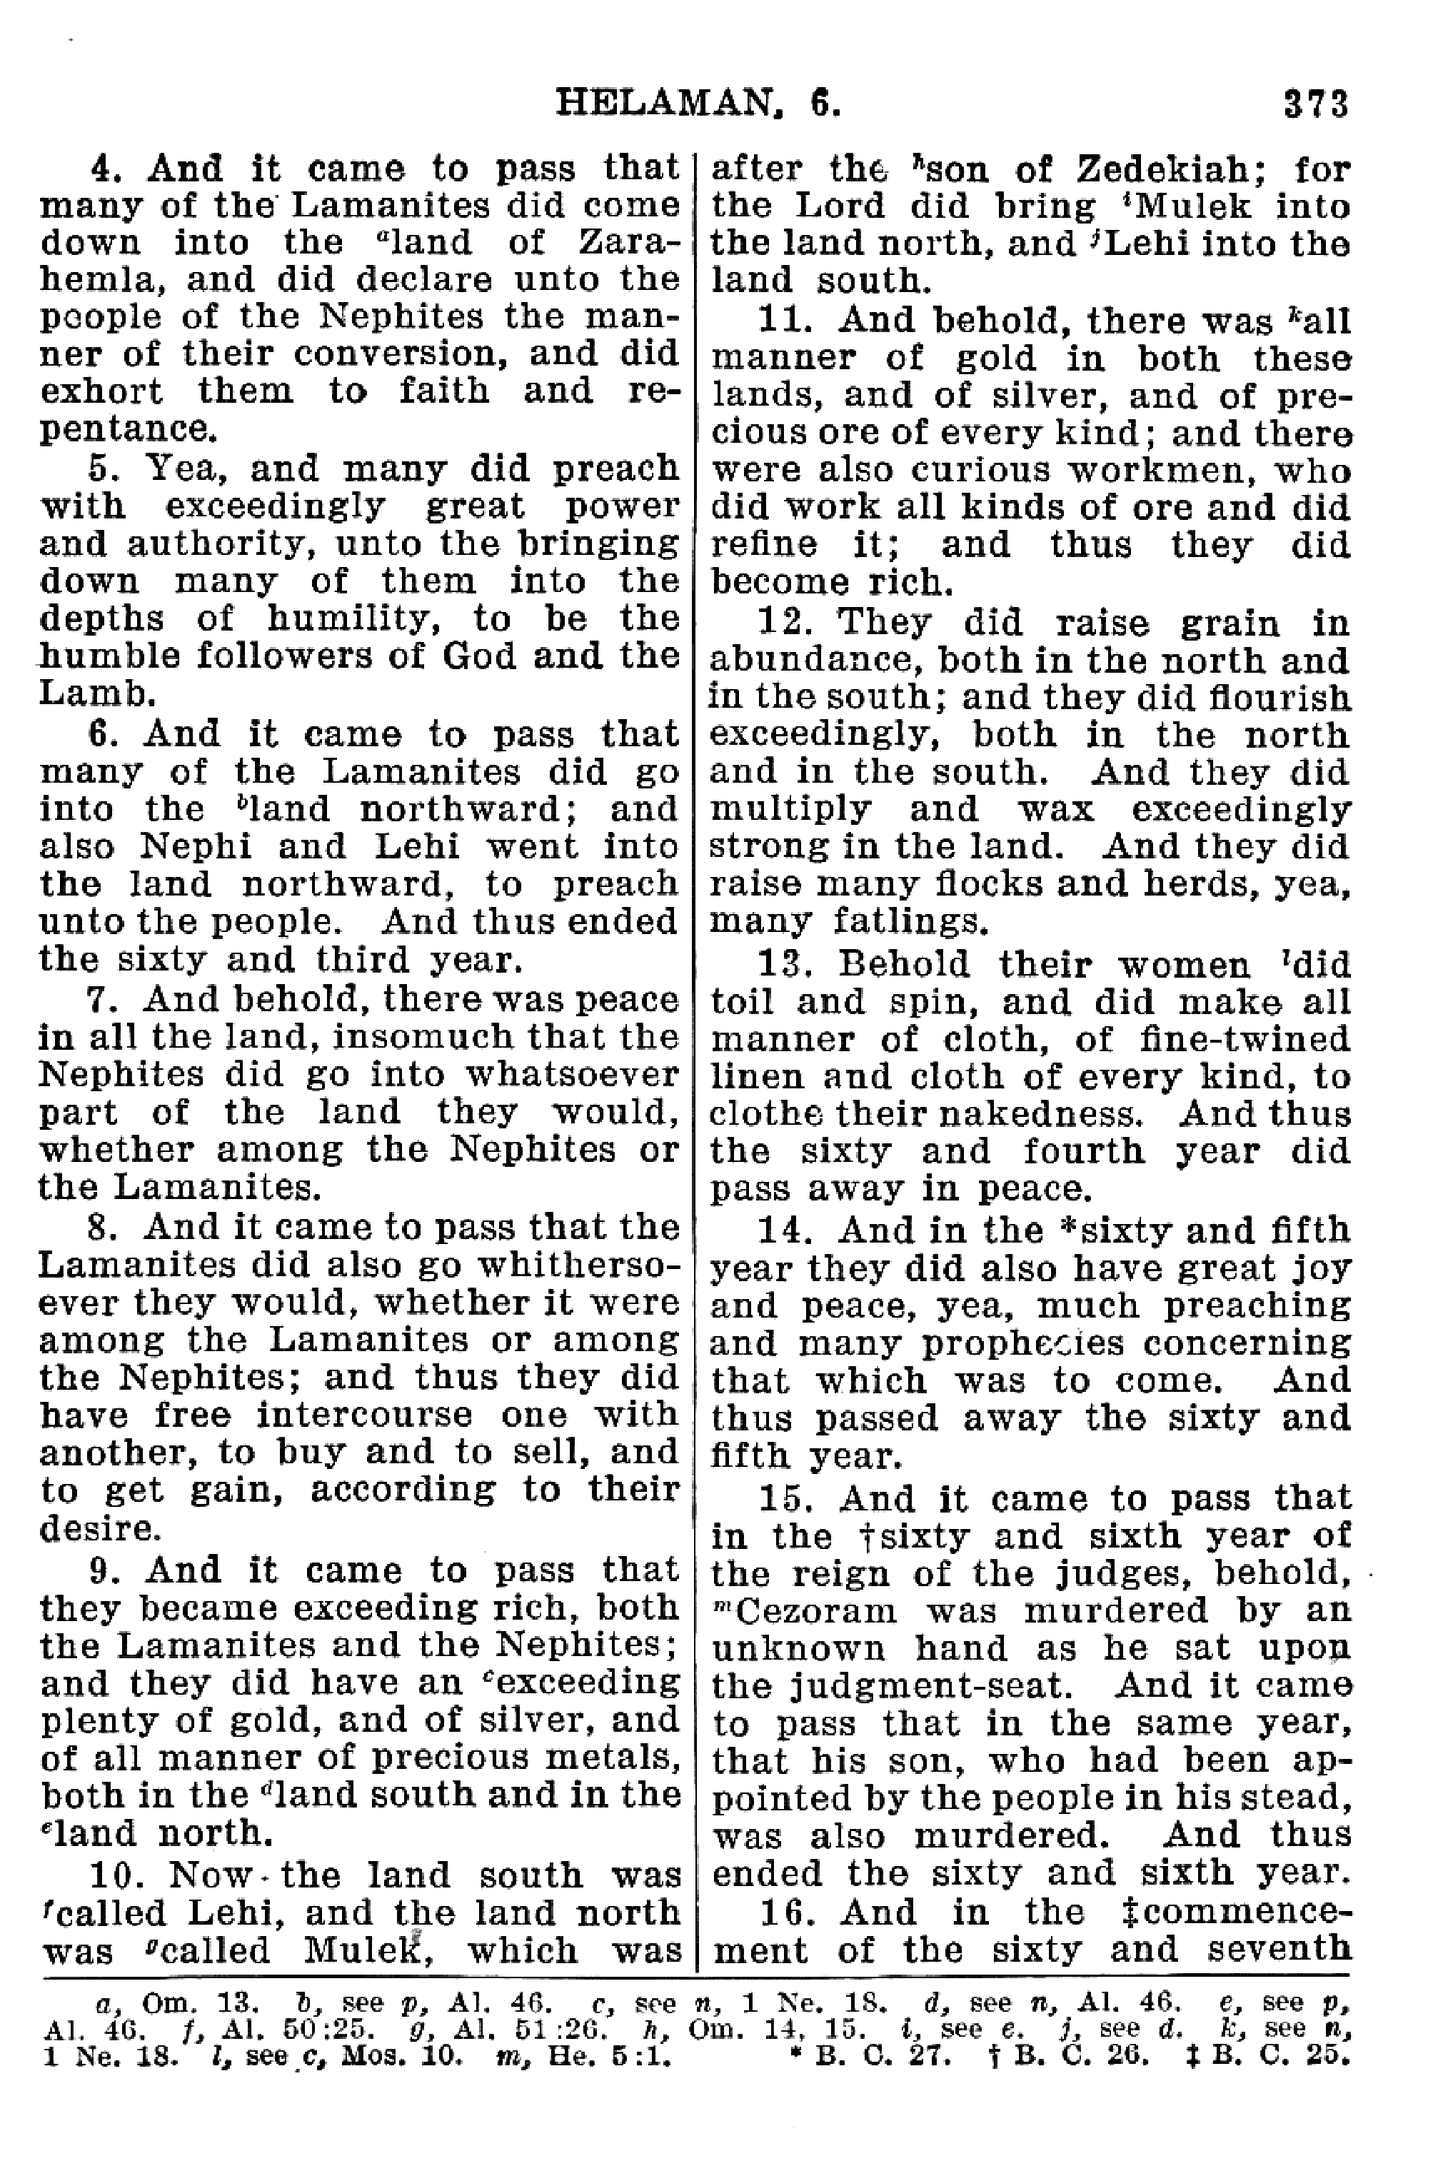 HELAMAN, 6. 373
4. And it came to pass that
many of the Lamanites did come
down into the ᵃland of Zara-
hemla, and did declare unto the
people of the Nephites the man-
ner of their conversion, and did
exhort them to faith and re-
pentance.
5. Yea, and many did preach
with exceedingly great power
and authority, unto the bringing
down many of them into the
depths of humility, to be the
humble followers of God and the
Lamb.
6. And it came to pass that
many of the Lamanites did go
into the ᵇland northward; and
also Nephi and Lehi went into
the land northward, to preach
unto the people. And thus ended
the sixty and third year.
7. And behold, there was peace
in all the land, insomuch that the
Nephites did go into whatsoever
part of the land they would,
whether among the Nephites or
the Lamanites.
8. And it came to pass that the
Lamanites did also go whitherso-
ever they would, whether it were
among the Lamanites or among
the Nephites; and thus they did
have free intercourse one with
another, to buy and to sell, and
to get gain, according to their
desire.
9. And it came to pass that
they became exceeding rich, both
the Lamanites and the Nephites;
and they did have an ᶜexceeding
plenty of gold, and of silver, and
of all manner of precious metals,
both in the ᵈland south and in the
ᵉland north.
10. Now the land south was
ᶠcalled Lehi, and the land north
was ᵍcalled Mulek, which was
after the ʰson of Zedekiah; for
the Lord did bring ⁱMulek into
the land north, and ʲLehi into the
land south.
11. And behold, there was ᵏall
manner of gold in both these
lands, and of silver, and of pre-
cious ore of every kind; and there
were also curious workmen, who
did work all kinds of ore and did
refine it; and thus they did
become rich.
12. They did raise grain in
abundance, both in the north and
in the south; and they did flourish
exceedingly, both in the north
and in the south. And they did
multiply and wax exceedingly
strong in the land. And they did
raise many flocks and herds, yea,
many fatlings.
13. Behold their women ˡdid
toil and spin, and did make all
manner of cloth, of fine-twined
linen and cloth of every kind, to
clothe their nakedness. And thus
the sixty and fourth year did
pass away in peace.
14. And in the *sixty and fifth
year they did also have great joy
and peace, yea, much preaching
and many prophecies concerning
that which was to come. And
thus passed away the sixty and
fifth year.
15. And it came to pass that
in the †sixty and sixth year of
the reign of the judges, behold,
ᵐCezoram was murdered by an
unknown hand as he sat upon
the judgment-seat. And it came
to pass that in the same year,
that his son, who had been ap-
pointed by the people in his stead,
was also murdered. And thus
ended the sixty and sixth year.
16. And in the ‡commence-
ment of the sixty and seventh
a, Om. 13. b, see p, Al. 46. c, see n, 1 Ne. 18. d, see n, Al. 46. e, see p,
Al. 46. f, Al. 50:25. g, Al. 51:26. h, Om. 14, 15. i, see e. j, see d. k, see n,
1 Ne. 18. l, see c, Mos. 10. m, He. 5:1. * B. C. 27. † B. C. 26. ‡ B. C. 25.